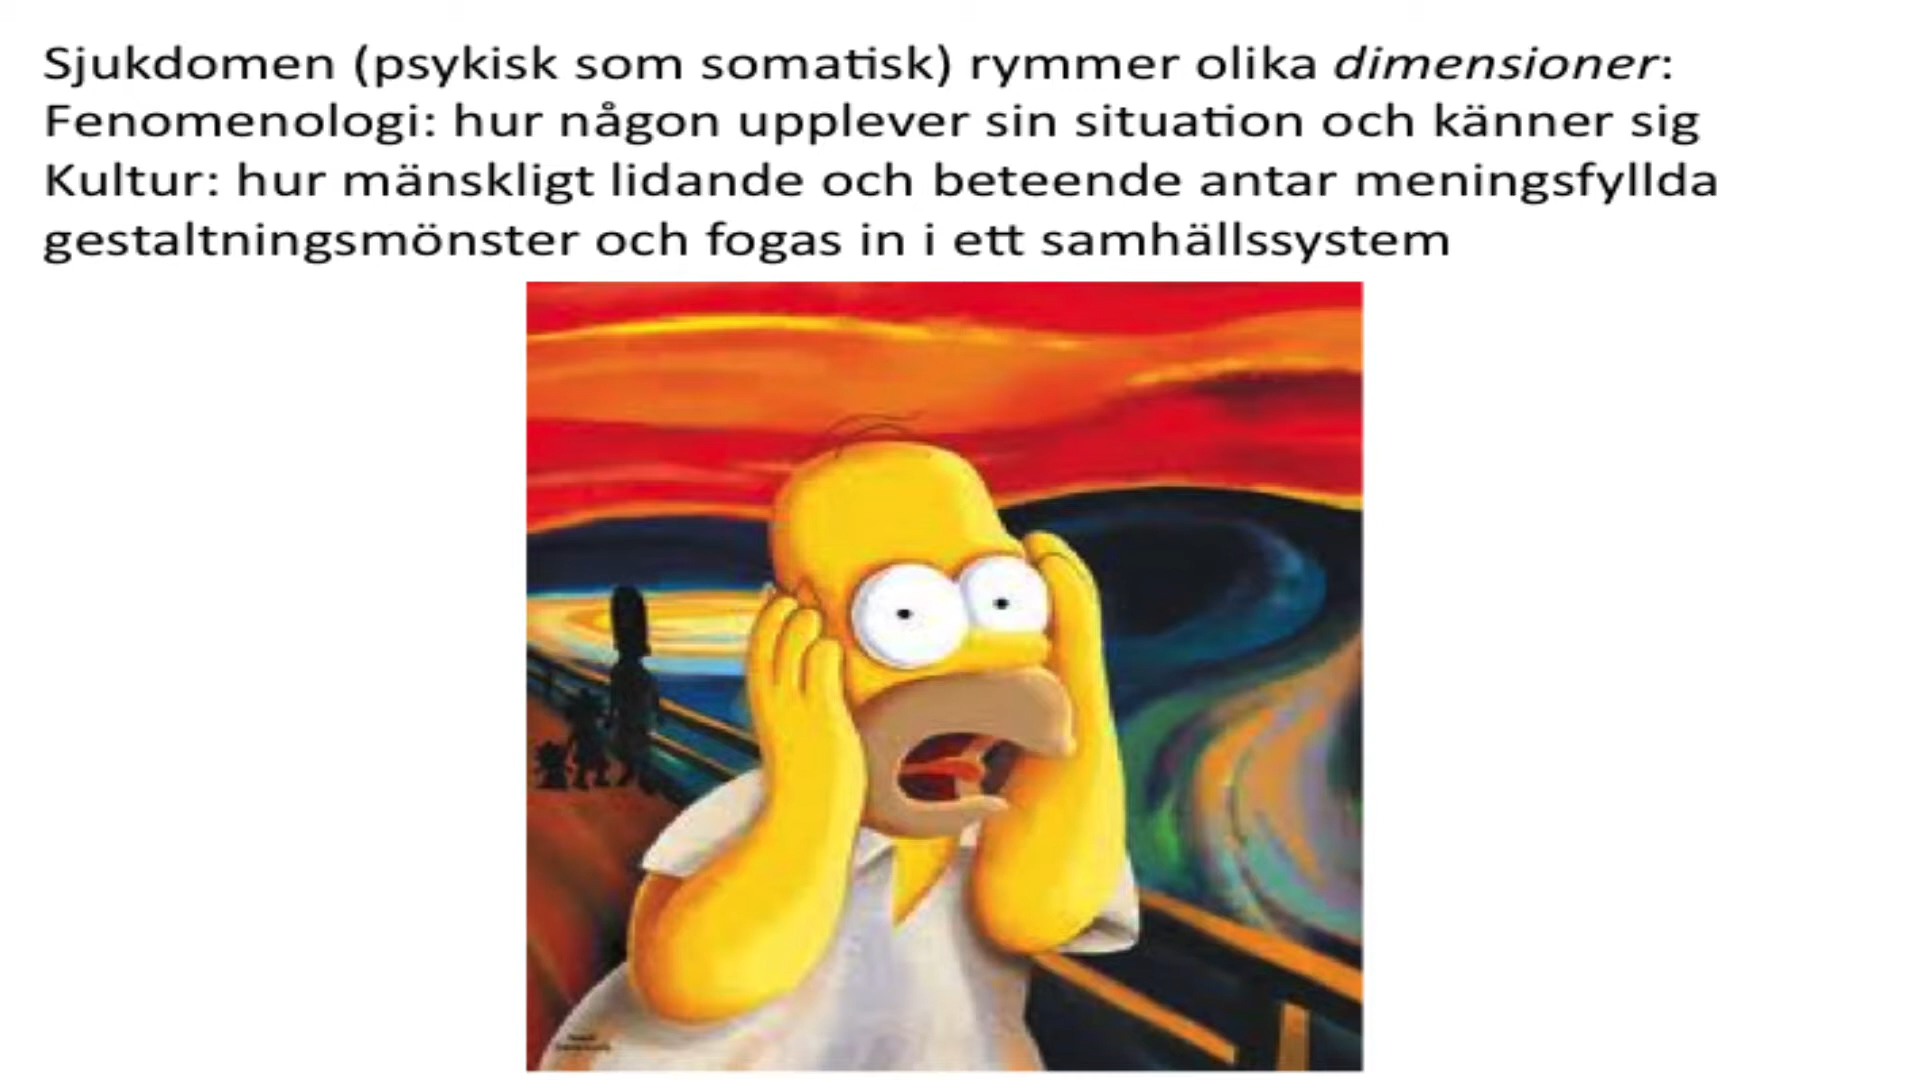 Sjukdomen (psykisk som somatisk) rymmer olika dimensioner:
Fenomenologi: hur någon upplever sin situation och känner sig
Kultur: hur mänskligt lidande och beteende antar meningsfyllda
gestaltningsmönster och fogas in i ett samhällssystem